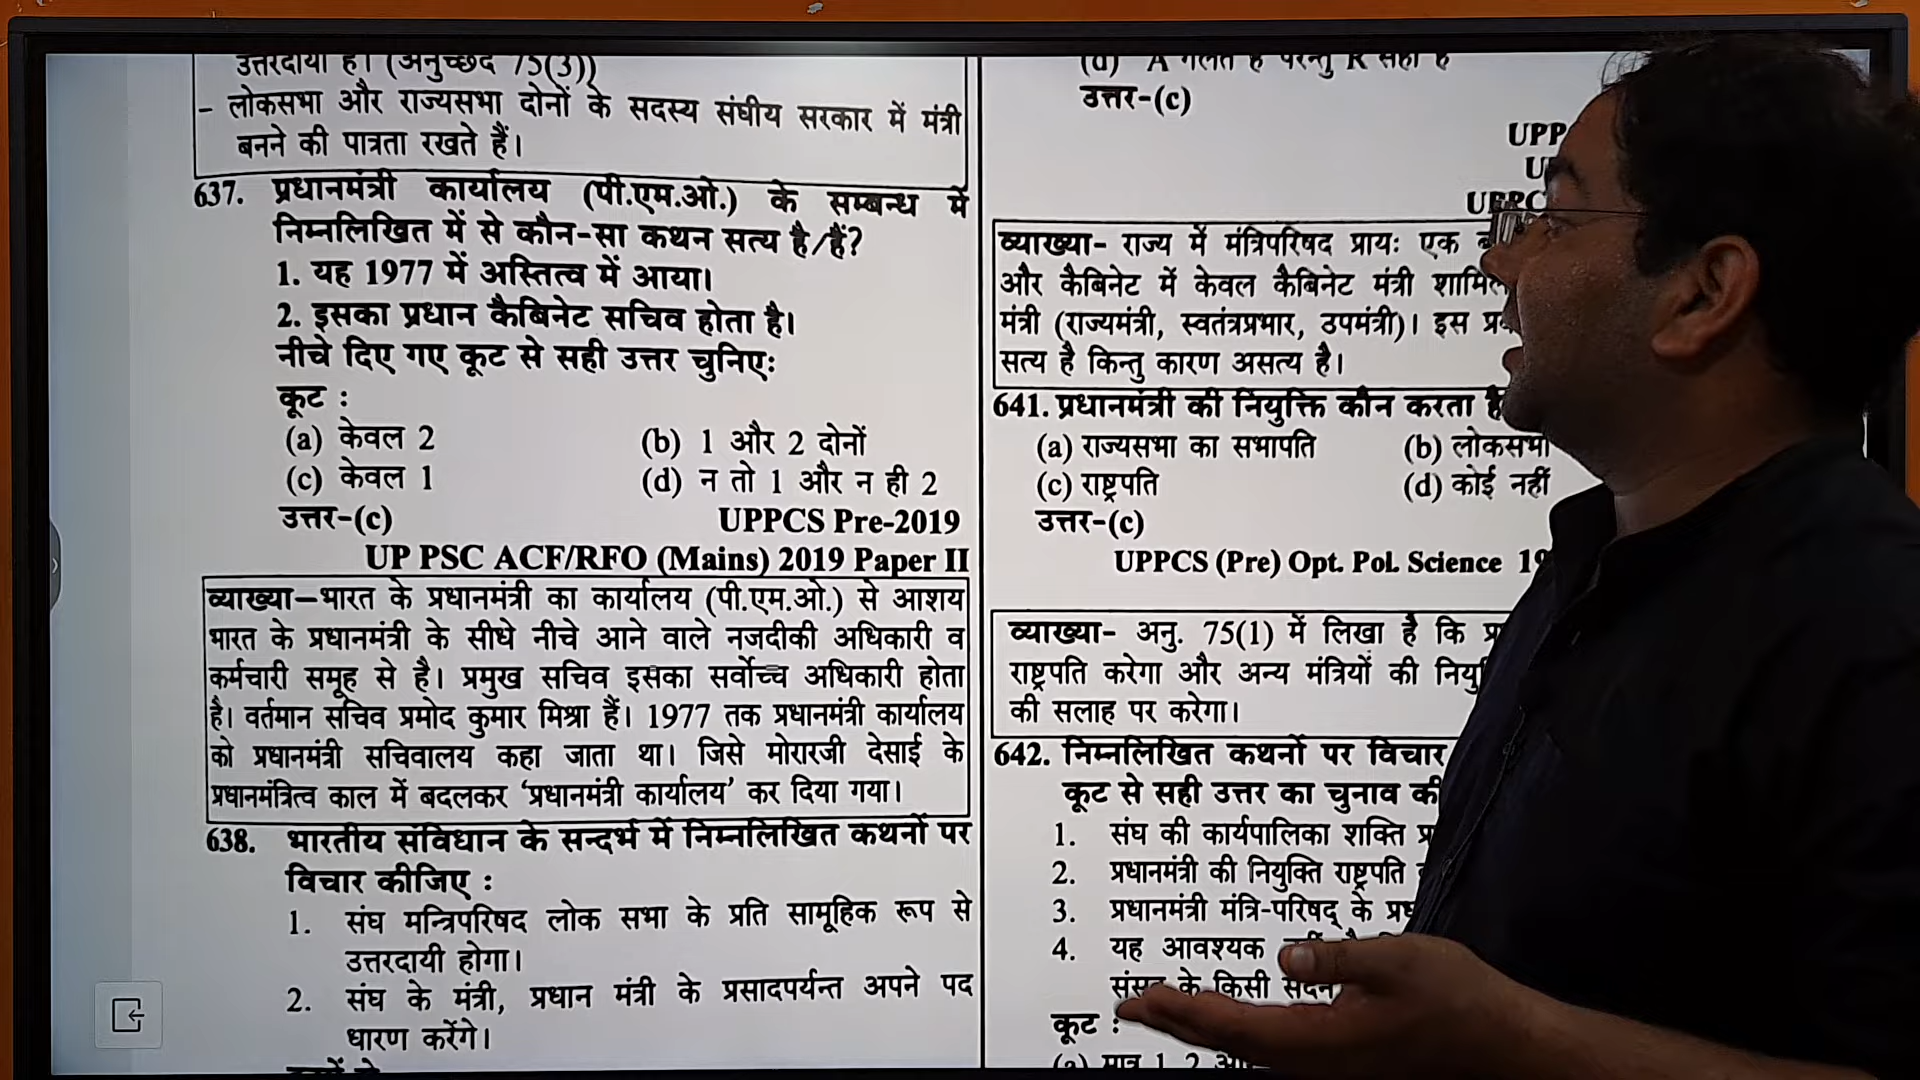 उत्तरदायी है। (अनुच्छेद 75(3))
– लोकसभा और राज्यसभा दोनों के सदस्य संघीय सरकार में मंत्री
बनने की पात्रता रखते हैं।
637. प्रधानमंत्री कार्यालय (पी.एम.ओ.) के सम्बन्ध में
निम्नलिखित में से कौन-सा कथन सत्य है/हैं?
1. यह 1977 में अस्तित्व में आया।
2. इसका प्रधान कैबिनेट सचिव होता है।
नीचे दिए गए कूट से सही उत्तर चुनिएः
कूट :
(a) केवल 2 (b) 1 और 2 दोनों
(c) केवल 1 (d) न तो 1 और न ही 2
उत्तर-(c) UPPCS Pre-2019
UP PSC ACF/RFO (Mains) 2019 Paper II
व्याख्या–भारत के प्रधानमंत्री का कार्यालय (पी.एम.ओ.) से आशय
भारत के प्रधानमंत्री के सीधे नीचे आने वाले नजदीकी अधिकारी व
कर्मचारी समूह से है। प्रमुख सचिव इसका सर्वोच्च अधिकारी होता
है। वर्तमान सचिव प्रमोद कुमार मिश्रा हैं। 1977 तक प्रधानमंत्री कार्यालय
को प्रधानमंत्री सचिवालय कहा जाता था। जिसे मोरारजी देसाई के
प्रधानमंत्रित्व काल में बदलकर ‘प्रधानमंत्री कार्यालय’ कर दिया गया।
638. भारतीय संविधान के सन्दर्भ में निम्नलिखित कथनों पर
विचार कीजिए :
1. संघ मन्त्रिपरिषद लोक सभा के प्रति सामूहिक रूप से
उत्तरदायी होगा।
2. संघ के मंत्री, प्रधान मंत्री के प्रसादपर्यन्त अपने पद
धारण करेंगे।
(d) A गलत है परन्तु R सही है
उत्तर-(c)
व्याख्या- राज्य में मंत्रिपरिषद प्रायः एक
और कैबिनेट में केवल कैबिनेट मंत्री शामिल
मंत्री (राज्यमंत्री, स्वतंत्रप्रभार, उपमंत्री)। इस
सत्य है किन्तु कारण असत्य है।
641. प्रधानमंत्री की नियुक्ति कौन करता
(a) राज्यसभा का सभापति (b) लोकसभा
(c) राष्ट्रपति (d) कोई नहीं
उत्तर-(c)
UPPCS (Pre) Opt. Pol. Science
व्याख्या- अनु. 75(1) में लिखा है कि
राष्ट्रपति करेगा और अन्य मंत्रियों की
की सलाह पर करेगा।
642. निम्नलिखित कथनों पर विचार
कूट से सही उत्तर का चुनाव
1. संघ की कार्यपालिका शक्ति
2. प्रधानमंत्री की नियुक्ति राष्ट्रपति
3. प्रधानमंत्री मंत्रि-परिषद् के
4. यह आवश्यक
संसद के किसी सदन
कूट :
(a) मात्र 1, 2